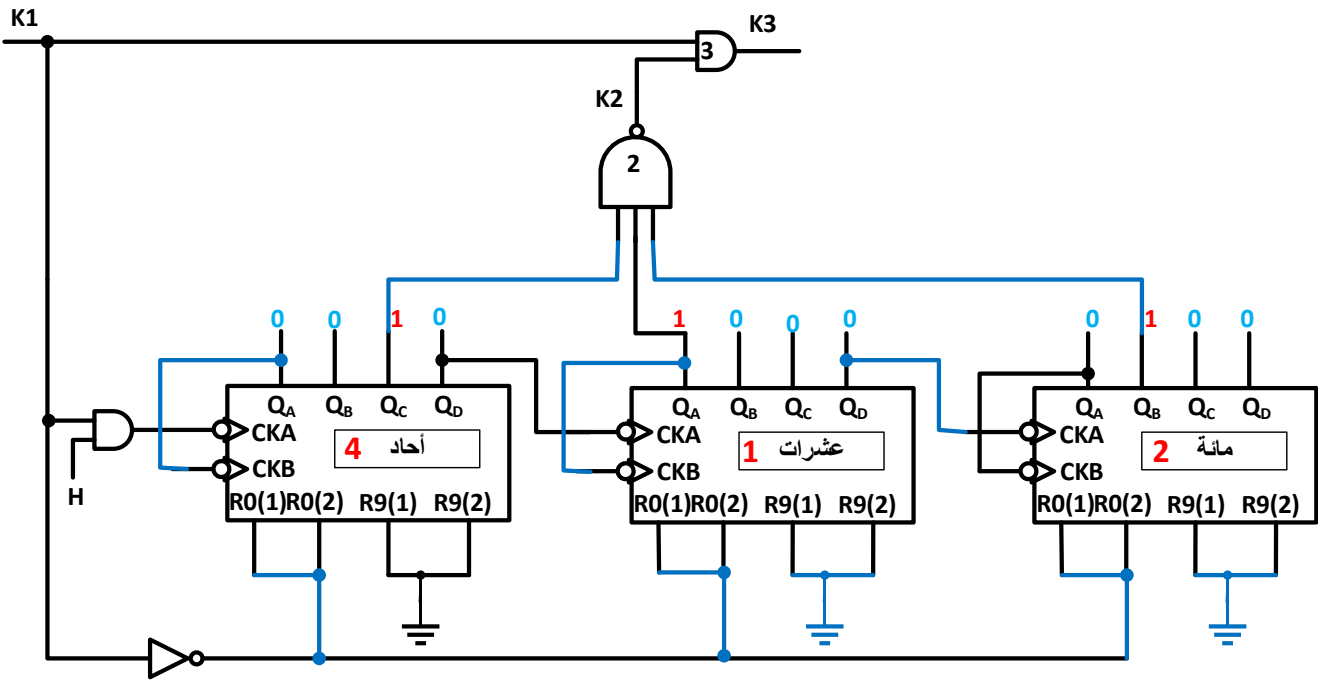 K1
K3
3
K2
2
0 0 1 0 1 0 0 0 0 1 0 0
QA QB QC QD QA QB QC QD QA QB QC QD
CKA CKA CKA
4 أحاد 1 عشرات 2 مائة
CKB CKB CKB
H
R0(1) R0(2) R9(1) R9(2) R0(1) R0(2) R9(1) R9(2) R0(1) R0(2) R9(1) R9(2)